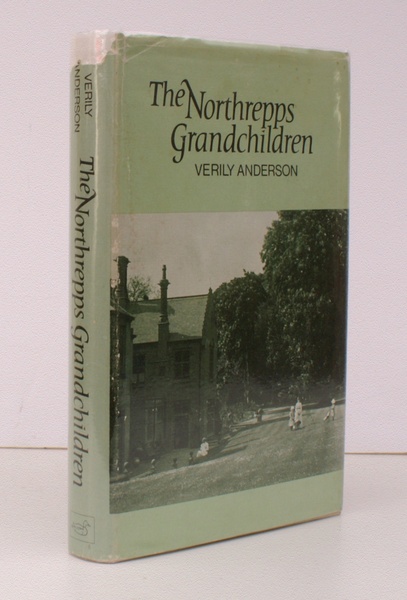 The Northrepps
Grandchildren
VERILY ANDERSON
VERILY
ANDERSON
The Northrepps Grandchildren